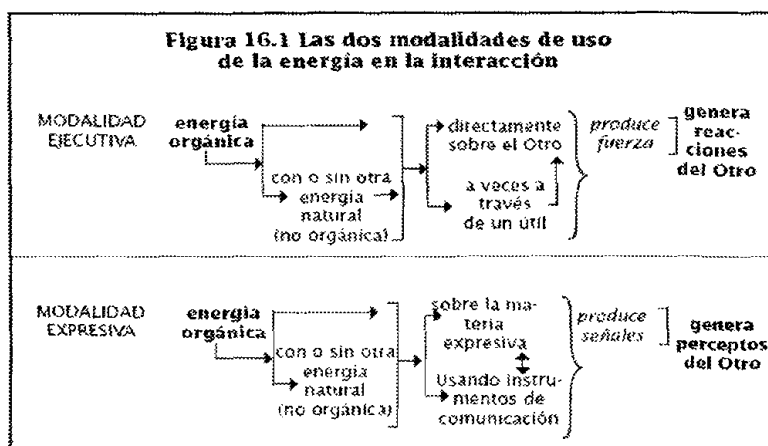 Figura 16.1 Las dos modalidades de uso
de la energía en la interacción
MODALIDAD
EJECUTIVA
energía
orgánica
con o sin otra
energía
natural
(no orgánica)
directamente
sobre el Otro
a veces a
través
de un útil
produce
fuerza
genera
reac-
ciones
del Otro
MODALIDAD
EXPRESIVA
energía
orgánica
con o sin otra
energía
natural
(no orgánica)
sobre la ma-
teria
expresiva
Usando instru-
mentos de
comunicación
produce
señales
genera
perceptos
del Otro